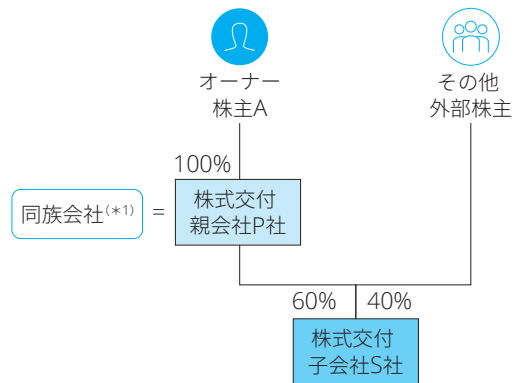 オーナー
株主A
その他
外部株主
100%
同族会社(*1)
=
株式交付
親会社P社
60%
40%
株式交付
子会社S社